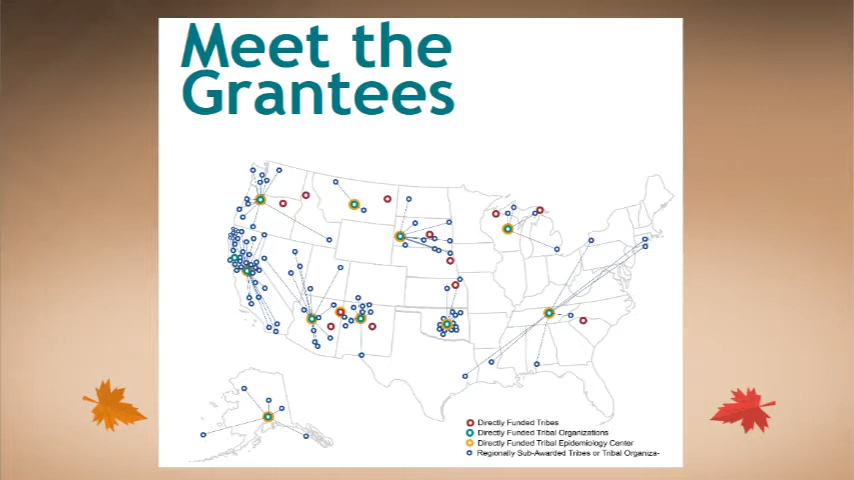 Meet the
Grantees
Directly Funded Tribes
Directly Funded Tribal Organizations
Directly Funded Tribal Epidemiology Center
Regionally Sub-Awarded Tribes or Tribal Organiza-